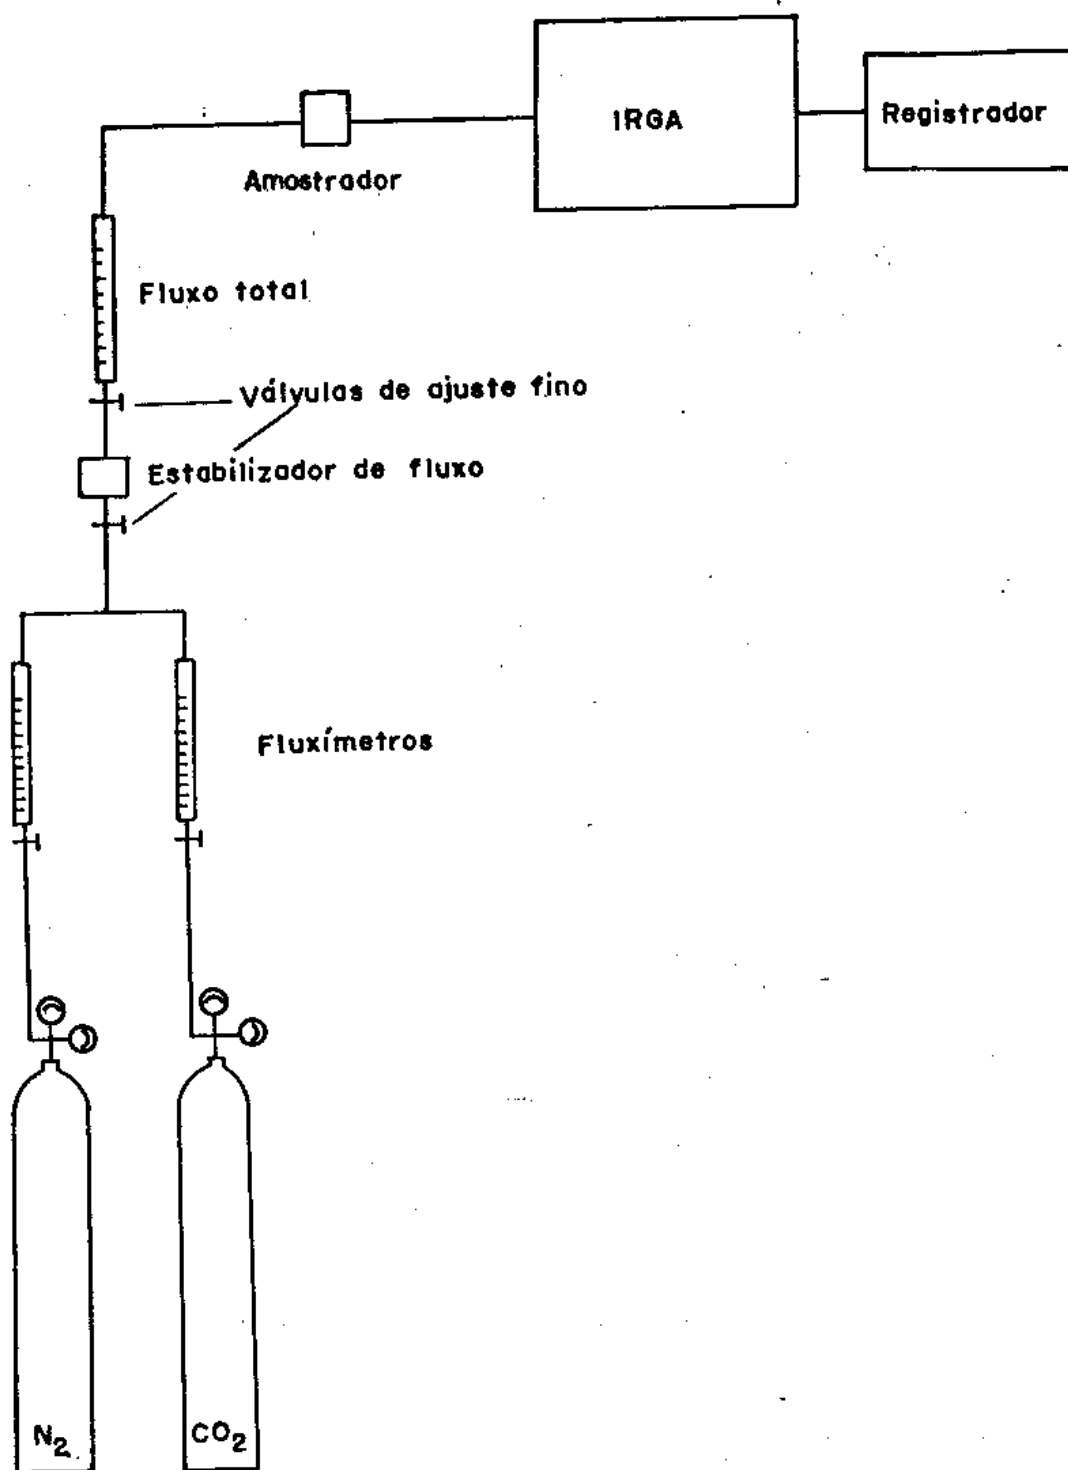 IRGA
Registrador
Amostrador
Fluxo total
Válvulas de ajuste fino
Estabilizador de fluxo
Fluxímetros
N2
CO2